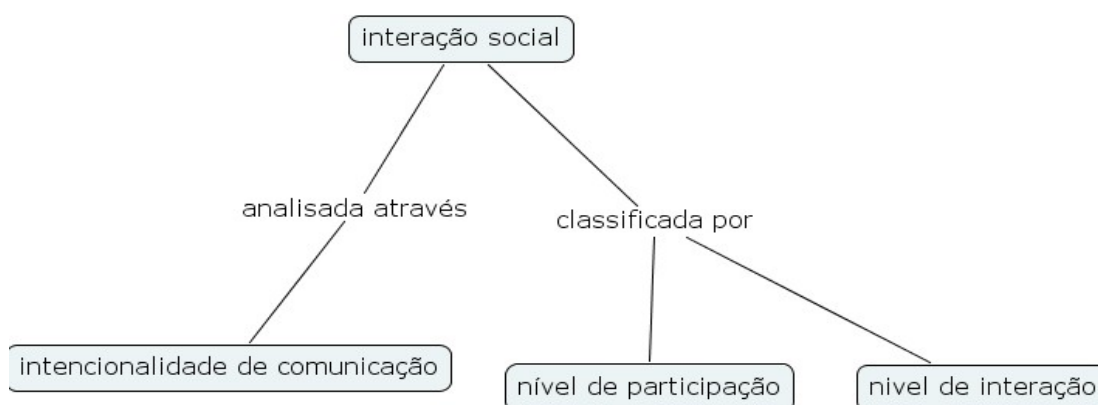 interação social
analisada através
classificada por
intencionalidade de comunicação
nível de participação
nivel de interação